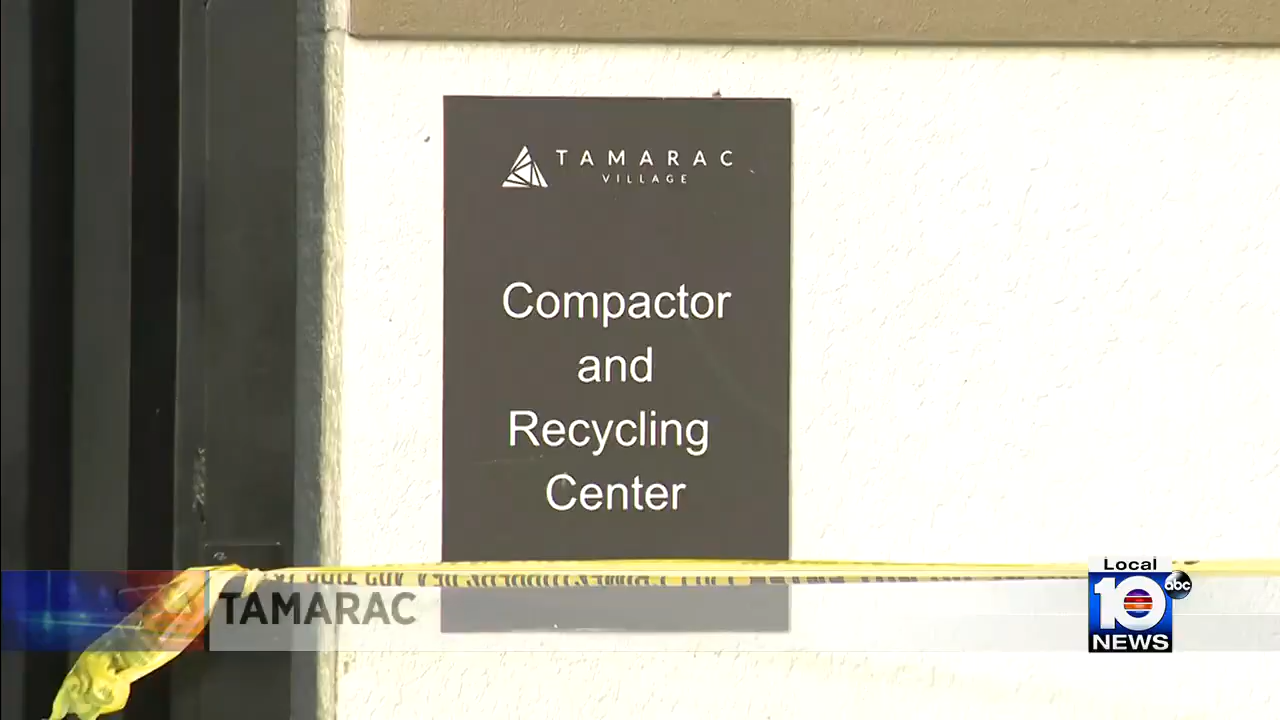 TAMARAC
VILLAGE
Compactor
and
Recycling
Center
TAMARAC
Local
10 abc
NEWS